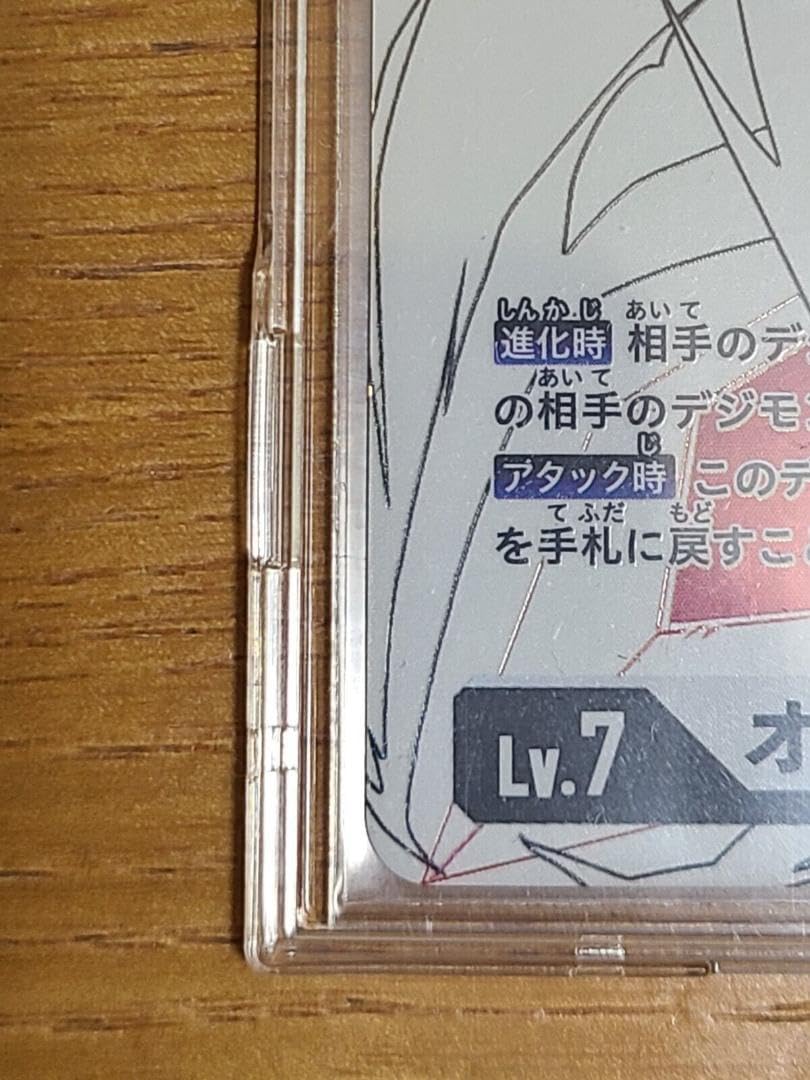 しんかじ あいて
進化時 相手のデ
あいて
の相手のデジモ
じ
アタック時 このデ
てふだ もど
を手札に戻すこ
Lv.7 オ